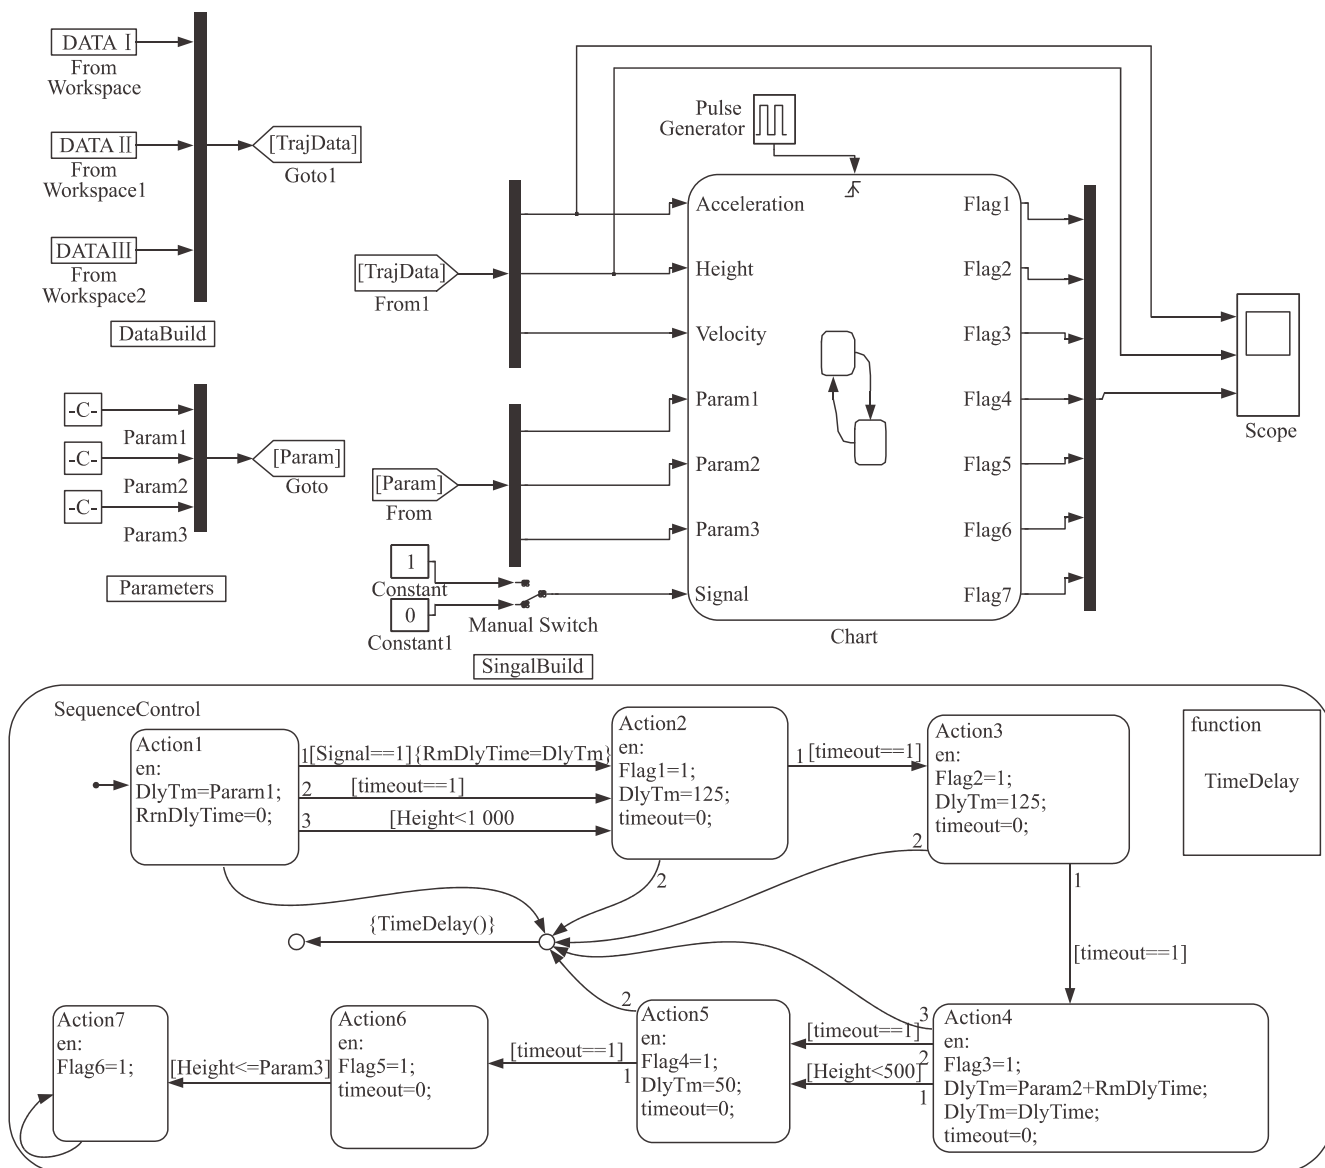 DATA I
From
Workspace
DATA II
From
Workspace1
DATAIII
From
Workspace2
[TrajData]
Goto1
DataBuild
-C-
Param1
-C-
Param2
-C-
Param3
[Param]
Goto
Parameters
[TrajData]
From1
[Param]
From
1
Constant
0
Constant1
Manual Switch
SingalBuild
Pulse
Generator
Acceleration
Height
Velocity
Param1
Param2
Param3
Signal
Flag1
Flag2
Flag3
Flag4
Flag5
Flag6
Flag7
Chart
Scope
SequenceControl
Action1
en:
DlyTm=Pararn1;
RrnDlyTime=0;
1[Signal==1]{RmDlyTime=DlyTm}
2 [timeout==1]
3 [Height<1 000
Action2
en:
Flag1=1;
DlyTm=125;
timeout=0;
1[timeout==1]
2
Action3
en:
Flag2=1;
DlyTm=125;
timeout=0;
2
1
[timeout==1]
function
TimeDelay
{TimeDelay()}
Action7
en:
Flag6=1;
[Height<=Param3]
Action6
en:
Flag5=1;
timeout=0;
[timeout==1]
1
2
Action5
en:
Flag4=1;
DlyTm=50;
timeout=0;
3
[timeout==1]
2
[Height<500]
1
Action4
en:
Flag3=1;
DlyTm=Param2+RmDlyTime;
DlyTm=DlyTime;
timeout=0;